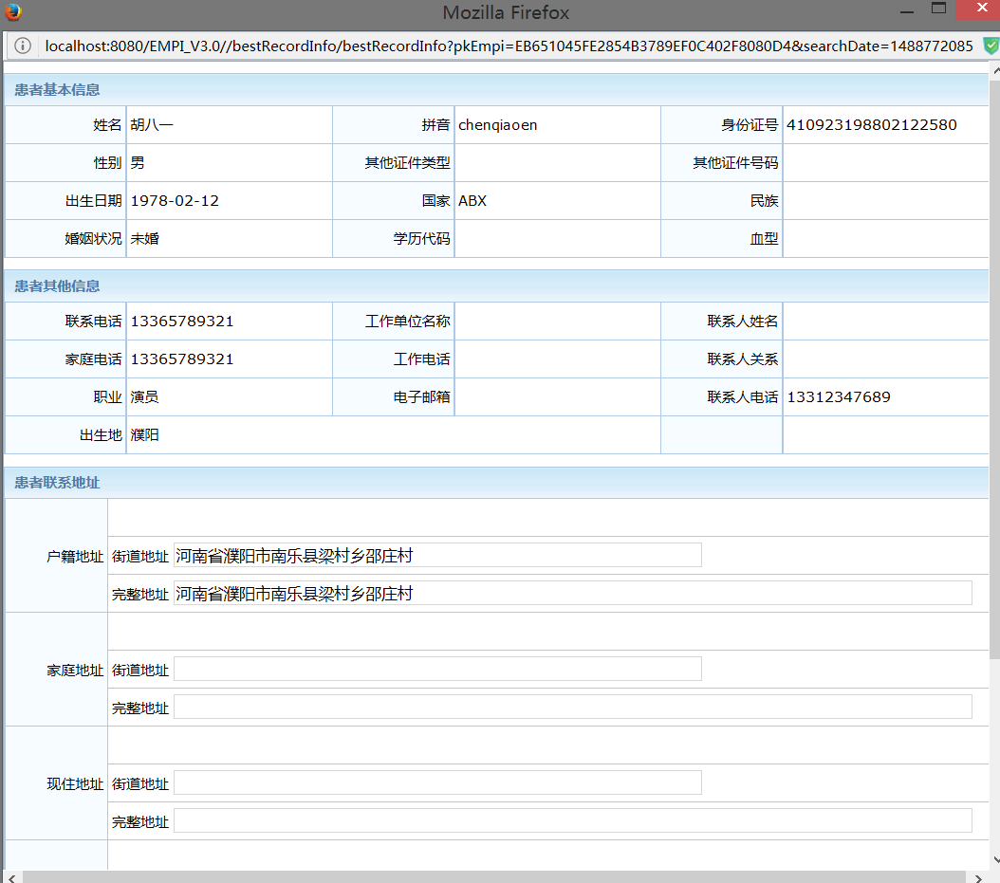 Mozilla Firefox
localhost:8080/EMPI_V3.0//bestRecordInfo/bestRecordInfo?pkEmpi=EB651045FE2854B3789EF0C402F8080D4&searchDate=1488772085
患者基本信息
姓名 胡八一 拼音 chenqiaoen 身份证号 410923198802122580
性别 男 其他证件类型 其他证件号码
出生日期 1978-02-12 国家 ABX 民族
婚姻状况 未婚 学历代码 血型
患者其他信息
联系电话 13365789321 工作单位名称 联系人姓名
家庭电话 13365789321 工作电话 联系人关系
职业 演员 电子邮箱 联系人电话 13312347689
出生地 濮阳
患者联系地址
户籍地址 街道地址 河南省濮阳市南乐县梁村乡邵庄村
完整地址 河南省濮阳市南乐县梁村乡邵庄村
家庭地址 街道地址
完整地址
现住地址 街道地址
完整地址